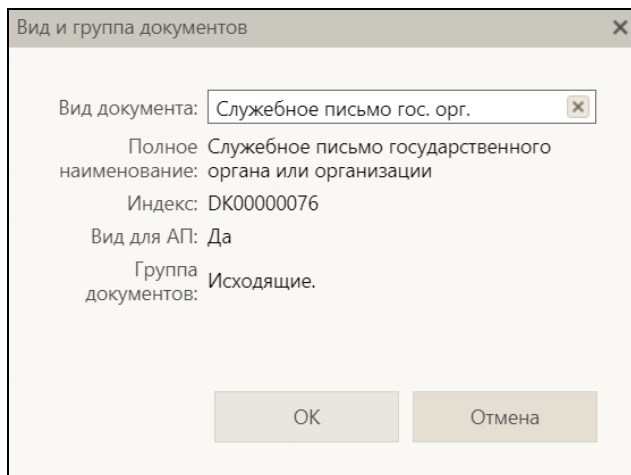 Вид и группа документов
Вид документа: Служебное письмо гос. орг.
Полное наименование: Служебное письмо государственного органа или организации
Индекс: DK00000076
Вид для АП: Да
Группа документов: Исходящие.
ОК Отмена